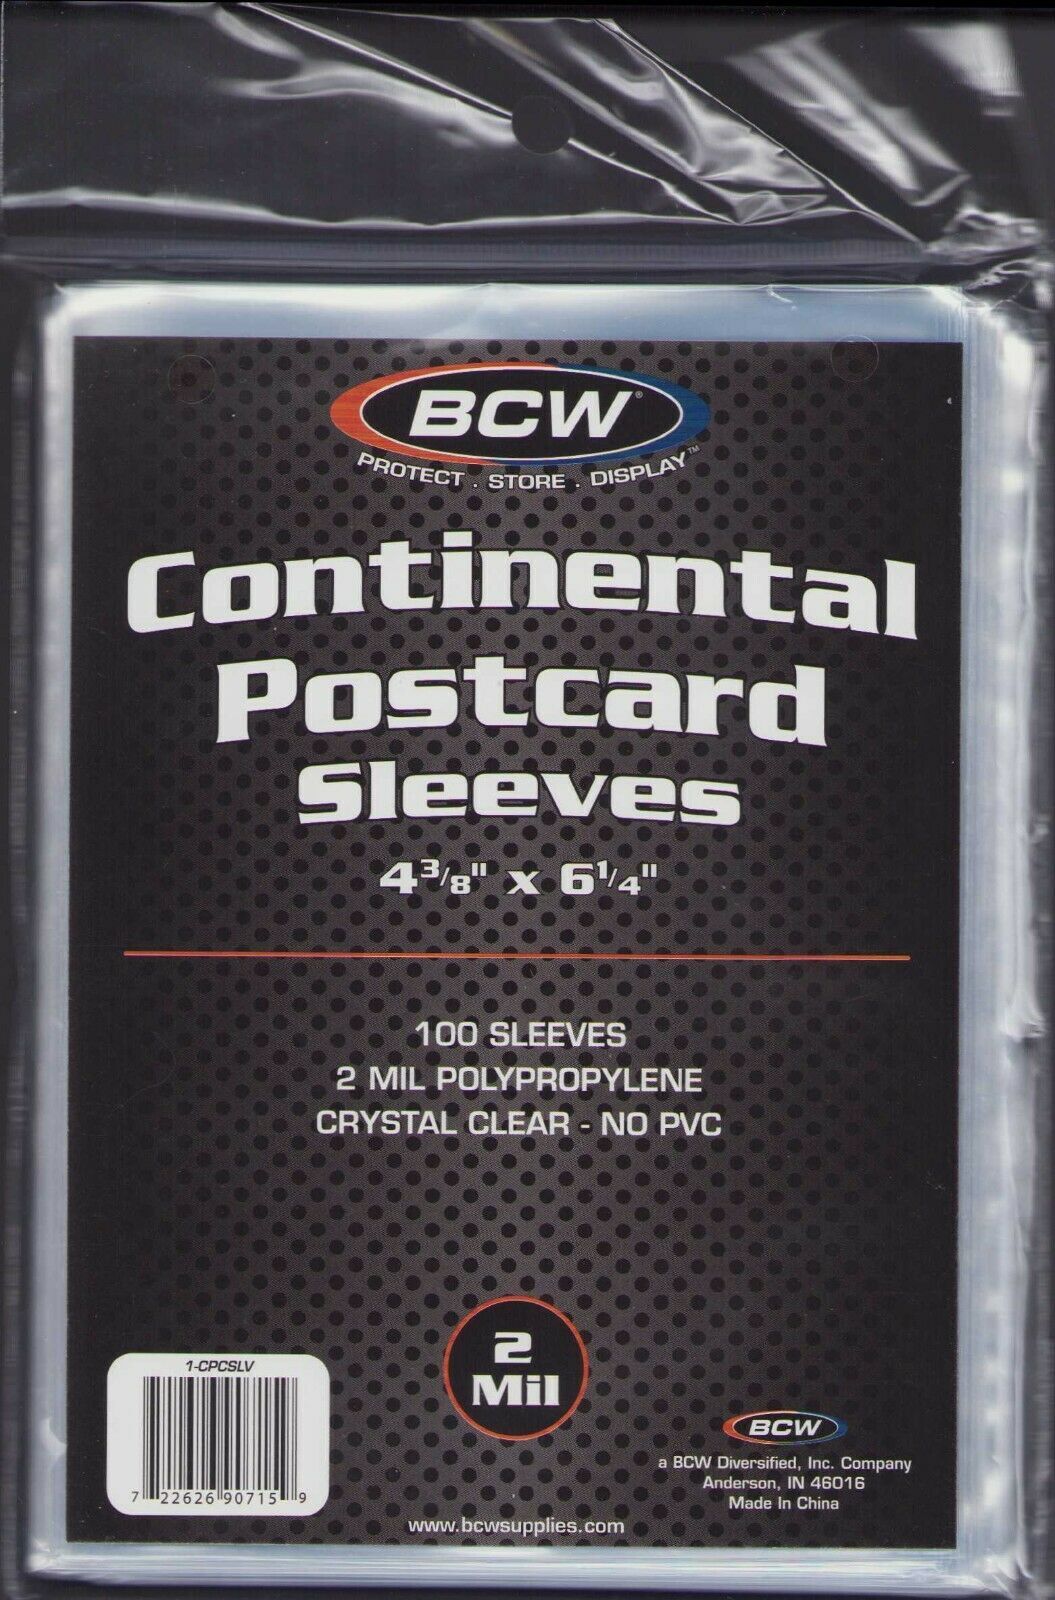 BCW®
PROTECT . STORE . DISPLAY™
Continental
Postcard
Sleeves
4 3/8" x 6 1/4"
100 SLEEVES
2 MIL POLYPROPYLENE
CRYSTAL CLEAR - NO PVC
2
Mil
1-CPCSLV
7 22626 90715 9
BCW
a BCW Diversified, Inc. Company
Anderson, IN 46016
Made In China
www.bcwsupplies.com